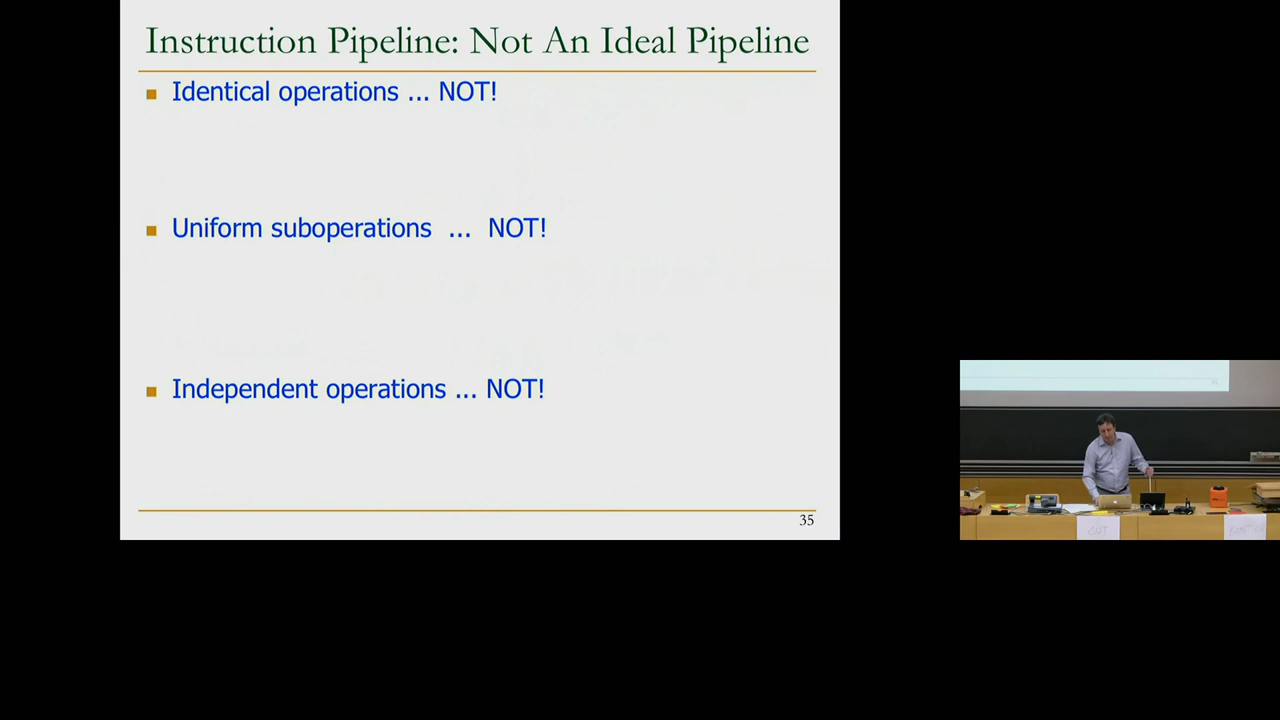 Instruction Pipeline: Not An Ideal Pipeline
Identical operations ... NOT!
Uniform suboperations ... NOT!
Independent operations ... NOT!
35